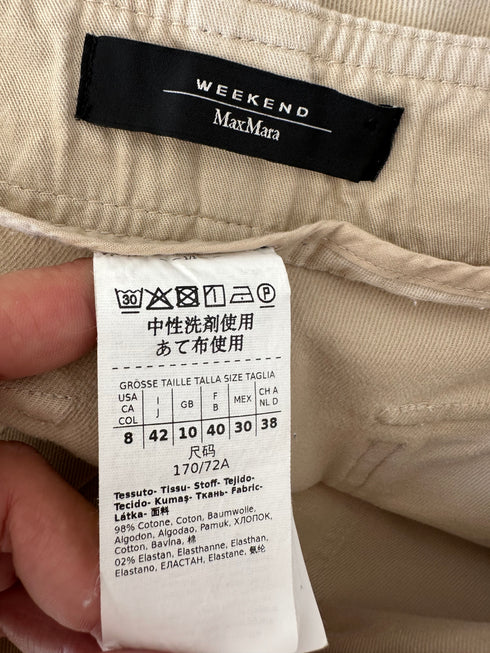 WEEKEND
MaxMara
30 P
中性洗剤使用
あて布使用
GRÖSSE TAILLE TALLA SIZE TAGLIA
USA CA COL I J GB F B MEX CH A NL D
8 42 10 40 30 38
尺码
170/72A
Tessuto- Tissu- Stoff- Tejido-
Tecido- Kumaş- Ткань- Fabric-
Látka- 面料
98% Cotone, Coton, Baumwolle,
Algodon, Algodao, Pamuk, ХЛОПОК,
Cotton, Bavlna, 棉
02% Elastan, Elasthanne, Elasthan,
Elastano, ЕЛАСТАН, Elastane, 氨纶